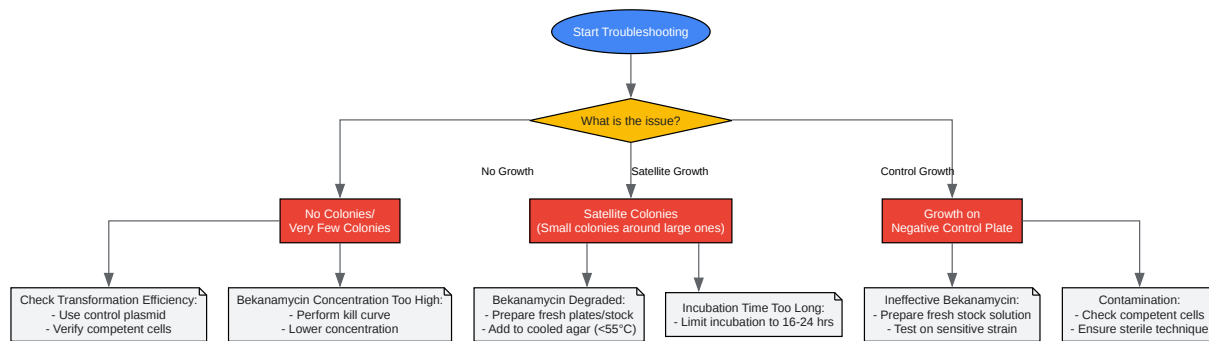 Start Troubleshooting
What is the issue?
No Growth
Satellite Growth
Control Growth
No Colonies/
Very Few Colonies
Satellite Colonies
(Small colonies around large ones)
Growth on
Negative Control Plate
Check Transformation Efficiency:
- Use control plasmid
- Verify competent cells
Bekanamycin Concentration Too High:
- Perform kill curve
- Lower concentration
Bekanamycin Degraded:
- Prepare fresh plates/stock
- Add to cooled agar (<55°C)
Incubation Time Too Long:
- Limit incubation to 16-24 hrs
Ineffective Bekanamycin:
- Prepare fresh stock solution
- Test on sensitive strain
Contamination:
- Check competent cells
- Ensure sterile technique